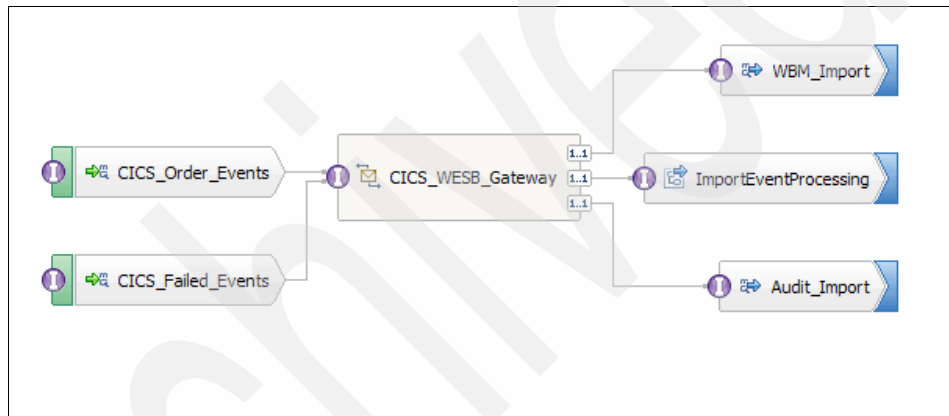 WBM_Import
CICS_Order_Events
1..1
CICS_WESB_Gateway
1..1
ImportEventProcessing
1..1
CICS_Failed_Events
Audit_Import